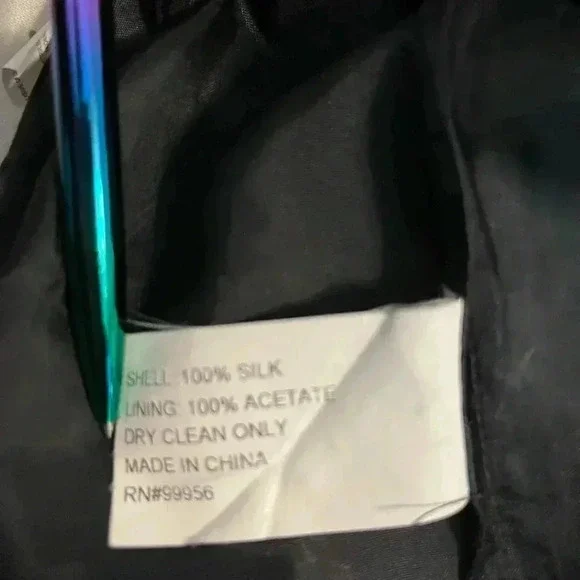 SHELL: 100% SILK
LINING: 100% ACETATE
DRY CLEAN ONLY
MADE IN CHINA
RN#99956